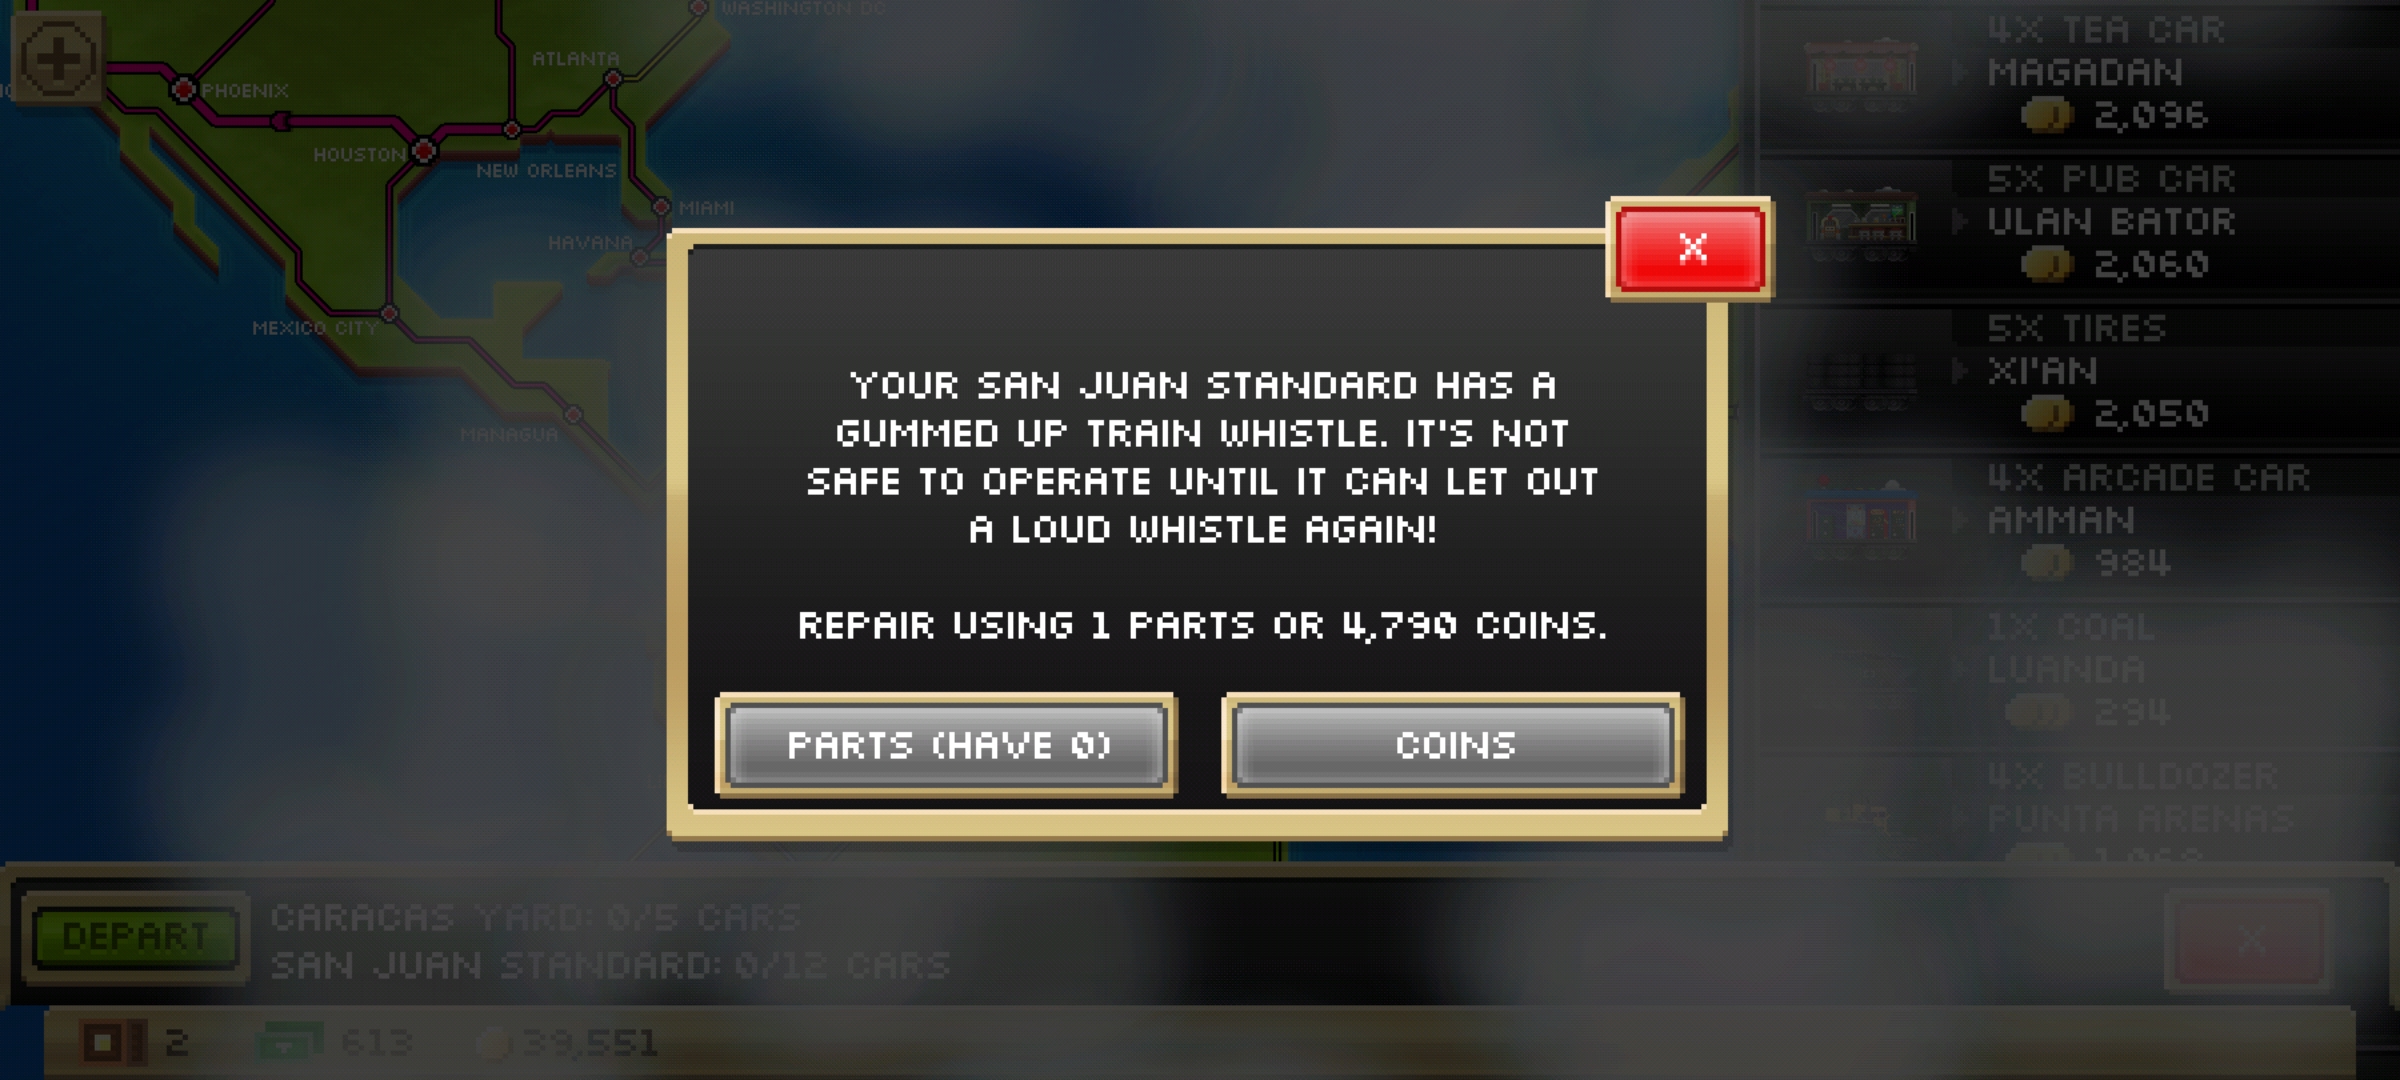 WASHINGTON DC
ATLANTA
PHOENIX
HOUSTON
NEW ORLEANS
MIAMI
HAVANA
MEXICO CITY
MANAGUA
4X TEA CAR
MAGADAN
2,096
5X PUB CAR
ULAN BATOR
2,060
5X TIRES
XI'AN
2,050
4X ARCADE CAR
AMMAN
984
1X COAL
LUANDA
294
4X BULLDOZER
PUNTA ARENAS
X
YOUR SAN JUAN STANDARD HAS A
GUMMED UP TRAIN WHISTLE. IT'S NOT
SAFE TO OPERATE UNTIL IT CAN LET OUT
A LOUD WHISTLE AGAIN!
REPAIR USING 1 PARTS OR 4,790 COINS.
PARTS (HAVE 0)
COINS
DEPART
CARACAS YARD: 0/5 CARS
SAN JUAN STANDARD: 0/12 CARS
X
2
613
39,551